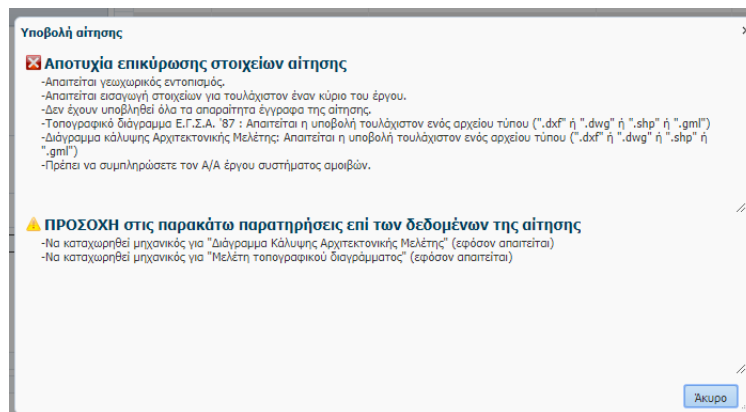 Υποβολή αίτησης
Αποτυχία επικύρωσης στοιχείων αίτησης
-Απαιτείται γεωχωρικός εντοπισμός.
-Απαιτείται εισαγωγή στοιχείων για τουλάχιστον έναν κύριο του έργου.
-Δεν έχουν υποβληθεί όλα τα απαραίτητα έγγραφα της αίτησης.
-Τοπογραφικό διάγραμμα Ε.Γ.Σ.Α. '87 : Απαιτείται η υποβολή τουλάχιστον ενός αρχείου τύπου (".dxf" ή ".dwg" ή ".shp" ή ".gml")
-Διάγραμμα κάλυψης Αρχιτεκτονικής Μελέτης: Απαιτείται η υποβολή τουλάχιστον ενός αρχείου τύπου (".dxf" ή ".dwg" ή ".shp" ή
".gml")
-Πρέπει να συμπληρώσετε τον Α/Α έργου συστήματος αμοιβών.
ΠΡΟΣΟΧΗ στις παρακάτω παρατηρήσεις επί των δεδομένων της αίτησης
-Να καταχωρηθεί μηχανικός για "Διάγραμμα Κάλυψης Αρχιτεκτονικής Μελέτης" (εφόσον απαιτείται)
-Να καταχωρηθεί μηχανικός για "Μελέτη τοπογραφικού διαγράμματος" (εφόσον απαιτείται)
Άκυρο